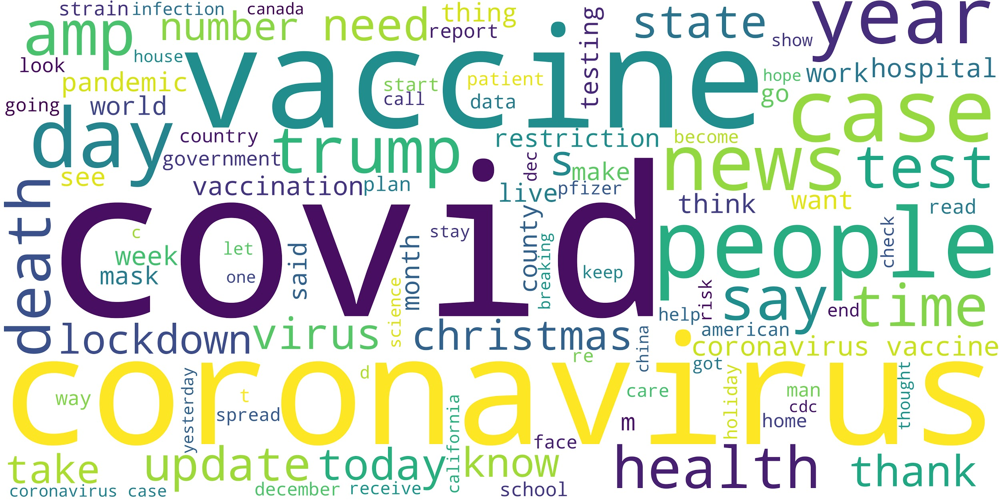 strain
infection
canada
amp
number
need
thing
report
testing
state
year
show
look
house
vaccine
pandemic
start
call
patient
data
hope
work
hospital
go
case
going
world
day
country
government
trump
restriction
become
dec
s
make
news
test
see
vaccination
plan
live
pfizer
think
want
read
death
covid
c
week
mask
let
one
said
science
month
stay
county
breaking
keep
people
check
risk
say
time
help
end
american
lockdown
virus
christmas
re
china
coronavirus vaccine
got
coronavirus
way
yesterday
t
d
spread
california
care
m
holiday
man
cdc
home
thought
face
take
update
today
know
health
thank
coronavirus case
december
receive
school